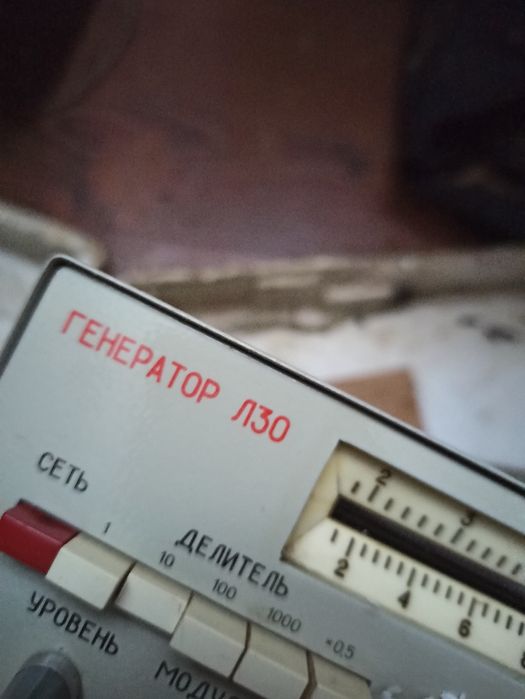 ГЕНЕРАТОР Л30
СЕТЬ
ДЕЛИТЕЛЬ
1 10 100 1000 ×0,5
2 3
2 4 6
УРОВЕНЬ